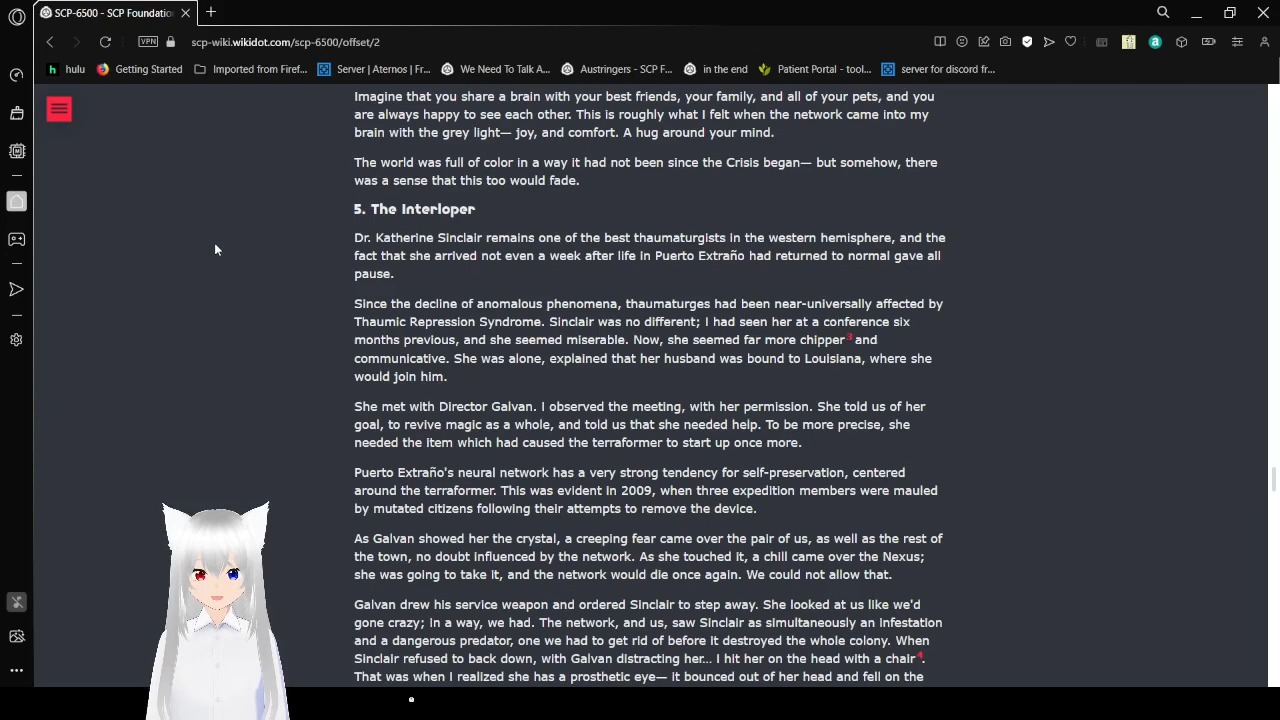 SCP-6500 - SCP Foundatio
VPN
scp-wiki.wikidot.com/scp-6500/offset/2
hulu
Getting Started
Imported from Firef...
Server | Aternos | Fr...
We Need To Talk A...
Austringers - SCP F...
in the end
Patient Portal - tool...
server for discord fr...
Imagine that you share a brain with your best friends, your family, and all of your pets, and you
are always happy to see each other. This is roughly what I felt when the network came into my
brain with the grey light— joy, and comfort. A hug around your mind.
The world was full of color in a way it had not been since the Crisis began— but somehow, there
was a sense that this too would fade.
5. The Interloper
Dr. Katherine Sinclair remains one of the best thaumaturgists in the western hemisphere, and the
fact that she arrived not even a week after life in Puerto Extraño had returned to normal gave all
pause.
Since the decline of anomalous phenomena, thaumaturges had been near-universally affected by
Thaumic Repression Syndrome. Sinclair was no different; I had seen her at a conference six
months previous, and she seemed miserable. Now, she seemed far more chipper3 and
communicative. She was alone, explained that her husband was bound to Louisiana, where she
would join him.
She met with Director Galvan. I observed the meeting, with her permission. She told us of her
goal, to revive magic as a whole, and told us that she needed help. To be more precise, she
needed the item which had caused the terraformer to start up once more.
Puerto Extraño's neural network has a very strong tendency for self-preservation, centered
around the terraformer. This was evident in 2009, when three expedition members were mauled
by mutated citizens following their attempts to remove the device.
As Galvan showed her the crystal, a creeping fear came over the pair of us, as well as the rest of
the town, no doubt influenced by the network. As she touched it, a chill came over the Nexus;
she was going to take it, and the network would die once again. We could not allow that.
Galvan drew his service weapon and ordered Sinclair to step away. She looked at us like we'd
gone crazy; in a way, we had. The network, and us, saw Sinclair as simultaneously an infestation
and a dangerous predator, one we had to get rid of before it destroyed the whole colony. When
Sinclair refused to back down, with Galvan distracting her... I hit her on the head with a chair4.
That was when I realized she has a prosthetic eye— it bounced out of her head and fell on the